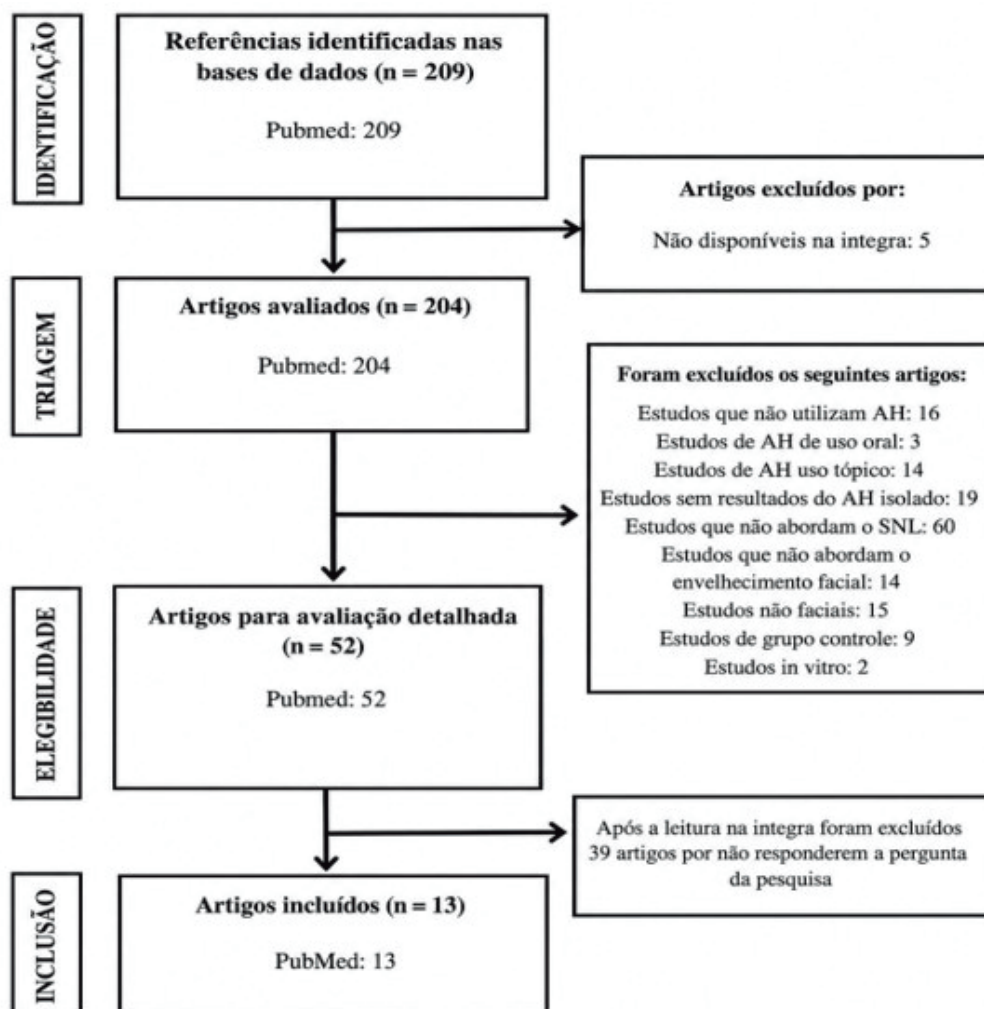 IDENTIFICAÇÃO
Referências identificadas nas
bases de dados (n = 209)
Pubmed: 209
Artigos excluídos por:
Não disponíveis na integra: 5
TRIAGEM
Artigos avaliados (n = 204)
Pubmed: 204
Foram excluídos os seguintes artigos:
Estudos que não utilizam AH: 16
Estudos de AH de uso oral: 3
Estudos de AH uso tópico: 14
Estudos sem resultados do AH isolado: 19
Estudos que não abordam o SNL: 60
Estudos que não abordam o
envelhecimento facial: 14
Estudos não faciais: 15
Estudos de grupo controle: 9
Estudos in vitro: 2
ELEGIBILIDADE
Artigos para avaliação detalhada
(n = 52)
Pubmed: 52
Após a leitura na integra foram excluídos
39 artigos por não responderem a pergunta
da pesquisa
INCLUSÃO
Artigos incluídos (n = 13)
PubMed: 13